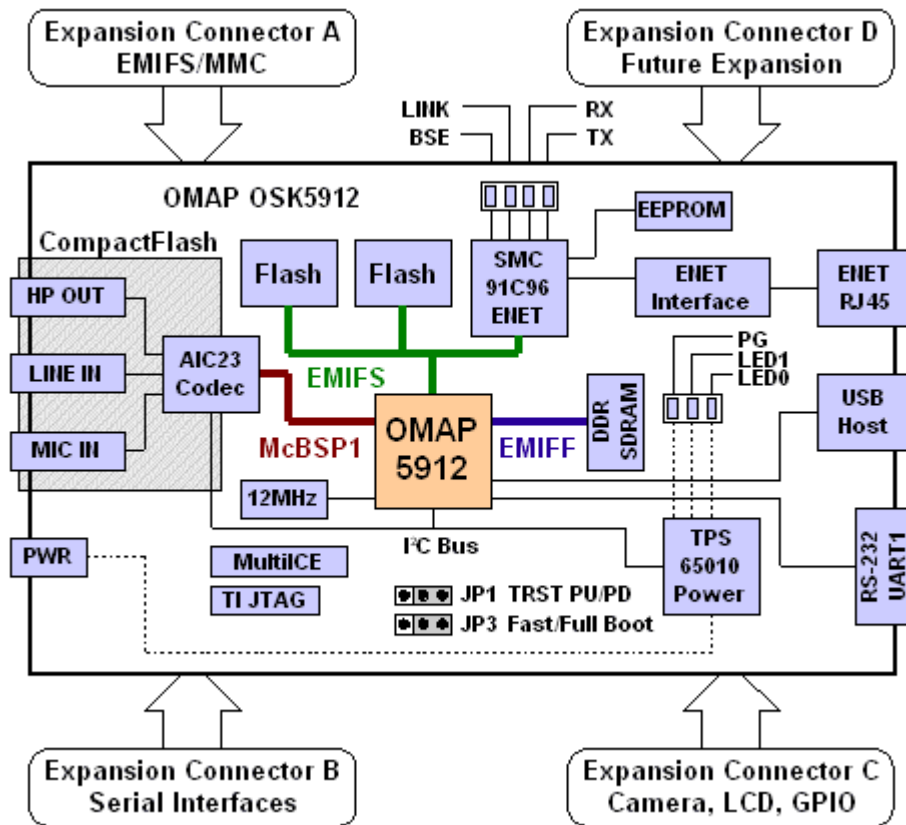 Expansion Connector A
EMIFS/MMC
Expansion Connector D
Future Expansion
LINK
RX
BSE
TX
OMAP OSK5912
EEPROM
CompactFlash
Flash
Flash
SMC
91C96
ENET
ENET
Interface
ENET
RJ45
HP OUT
PG
LED1
LED0
AIC23
Codec
LINE IN
EMIFS
DDR
SDRAM
USB
Host
OMAP
5912
McBSP1
EMIFF
MIC IN
12MHz
I²C Bus
PWR
MultiICE
TI JTAG
TPS
65010
Power
RS-232
UART1
JP1 TRST PU/PD
JP3 Fast/Full Boot
Expansion Connector B
Serial Interfaces
Expansion Connector C
Camera, LCD, GPIO